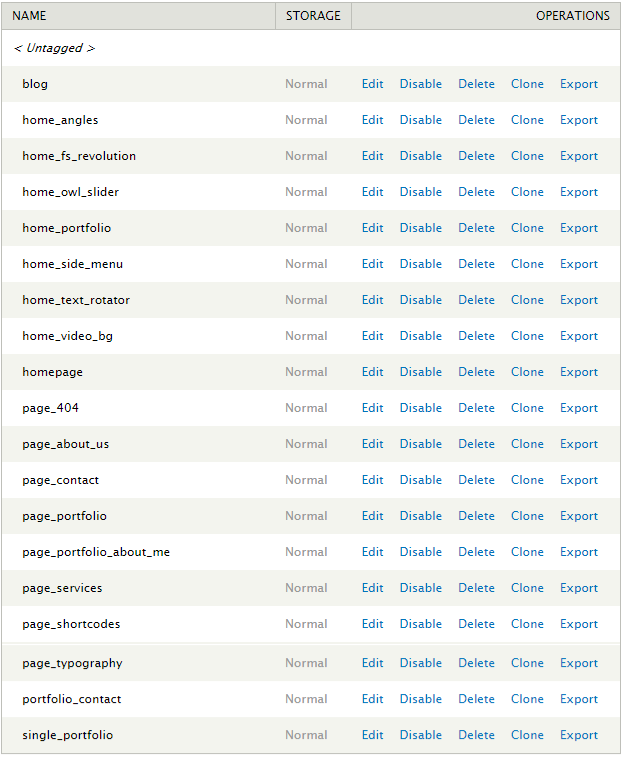 NAME STORAGE OPERATIONS
< Untagged >
blog Normal Edit Disable Delete Clone Export
home_angles Normal Edit Disable Delete Clone Export
home_fs_revolution Normal Edit Disable Delete Clone Export
home_owl_slider Normal Edit Disable Delete Clone Export
home_portfolio Normal Edit Disable Delete Clone Export
home_side_menu Normal Edit Disable Delete Clone Export
home_text_rotator Normal Edit Disable Delete Clone Export
home_video_bg Normal Edit Disable Delete Clone Export
homepage Normal Edit Disable Delete Clone Export
page_404 Normal Edit Disable Delete Clone Export
page_about_us Normal Edit Disable Delete Clone Export
page_contact Normal Edit Disable Delete Clone Export
page_portfolio Normal Edit Disable Delete Clone Export
page_portfolio_about_me Normal Edit Disable Delete Clone Export
page_services Normal Edit Disable Delete Clone Export
page_shortcodes Normal Edit Disable Delete Clone Export
page_typography Normal Edit Disable Delete Clone Export
portfolio_contact Normal Edit Disable Delete Clone Export
single_portfolio Normal Edit Disable Delete Clone Export